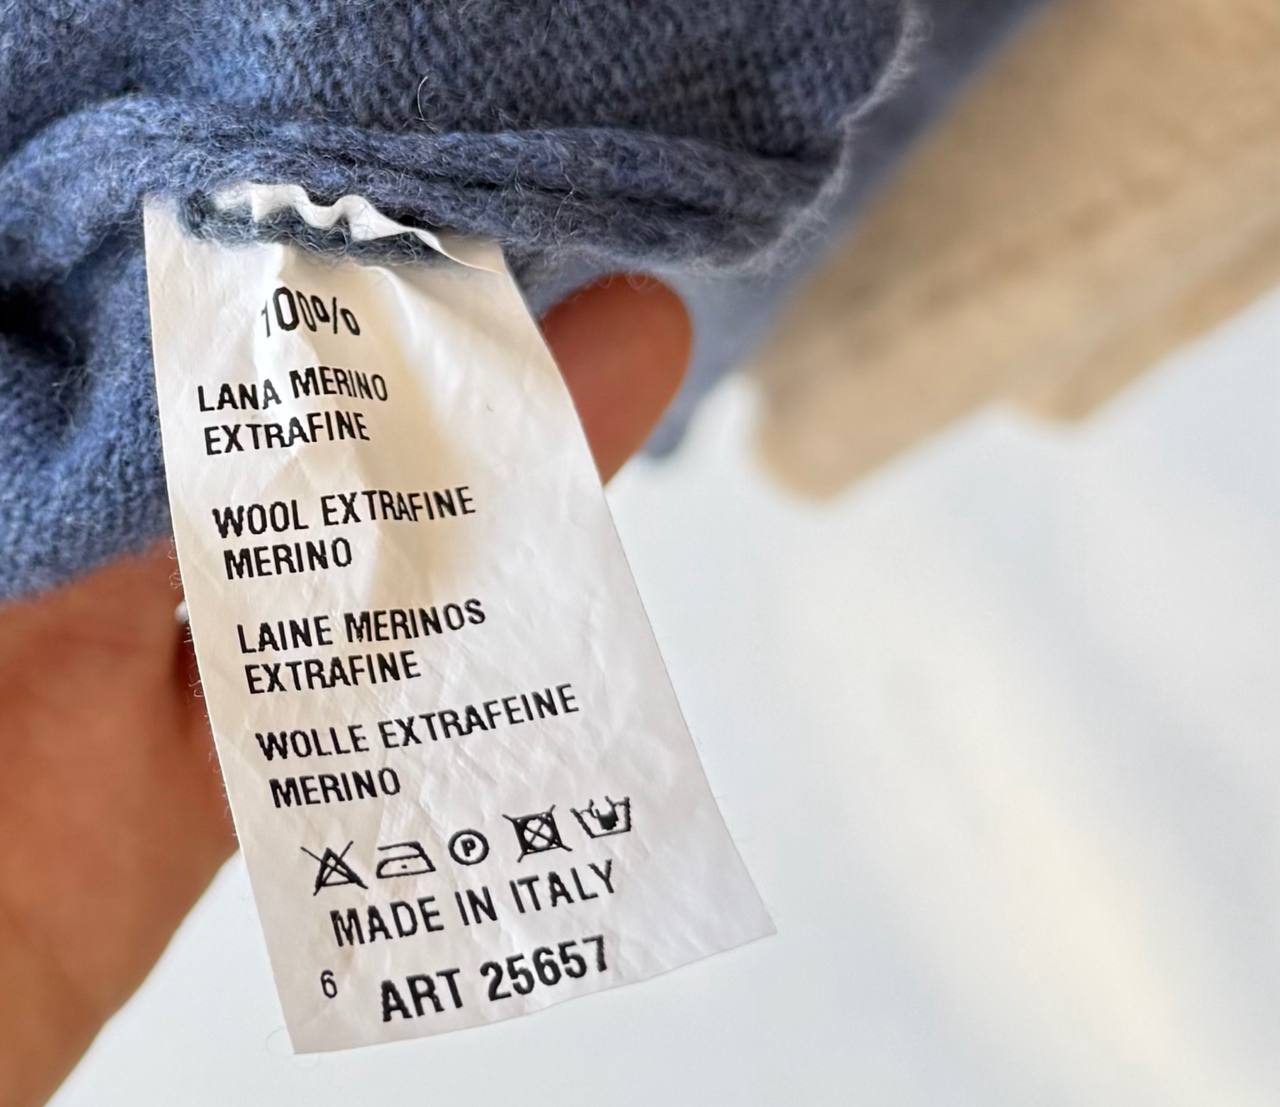 100%
LANA MERINO
EXTRAFINE
WOOL EXTRAFINE
MERINO
LAINE MERINOS
EXTRAFINE
WOLLE EXTRAFEINE
MERINO
P
MADE IN ITALY
6 ART 25657